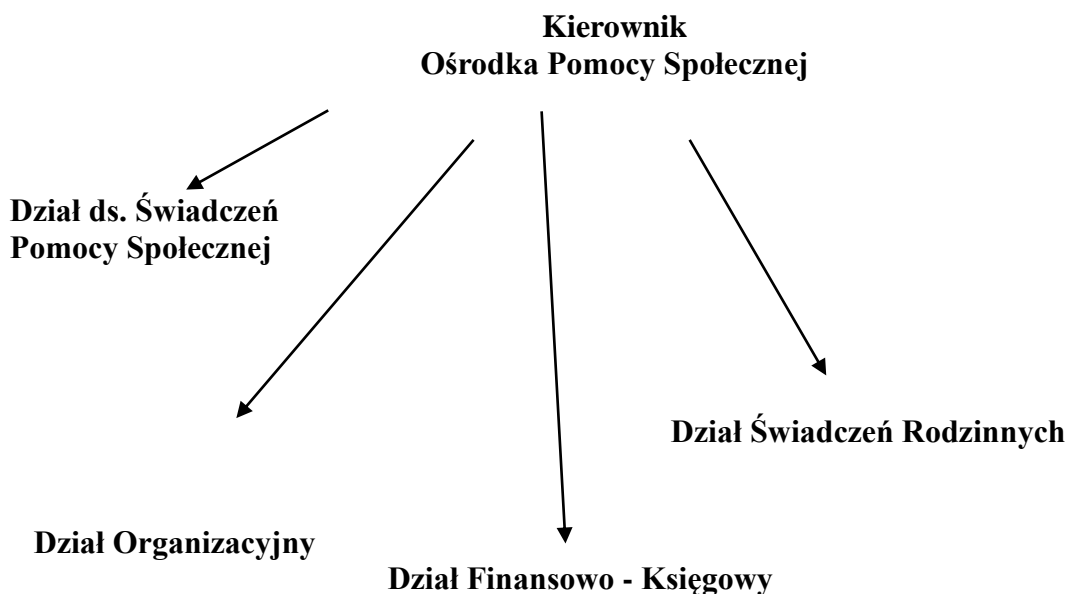 Kierownik
Ośrodka Pomocy Społecznej
Dział ds. Świadczeń
Pomocy Społecznej
Dział Świadczeń Rodzinnych
Dział Organizacyjny
Dział Finansowo - Księgowy